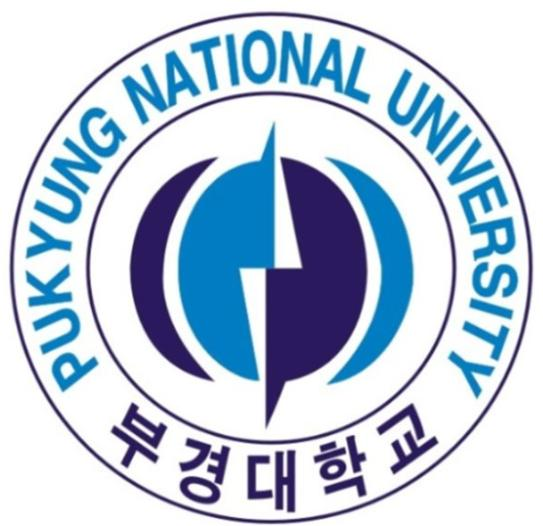 PUKYUNG NATIONAL UNIVERSITY
부경대학교